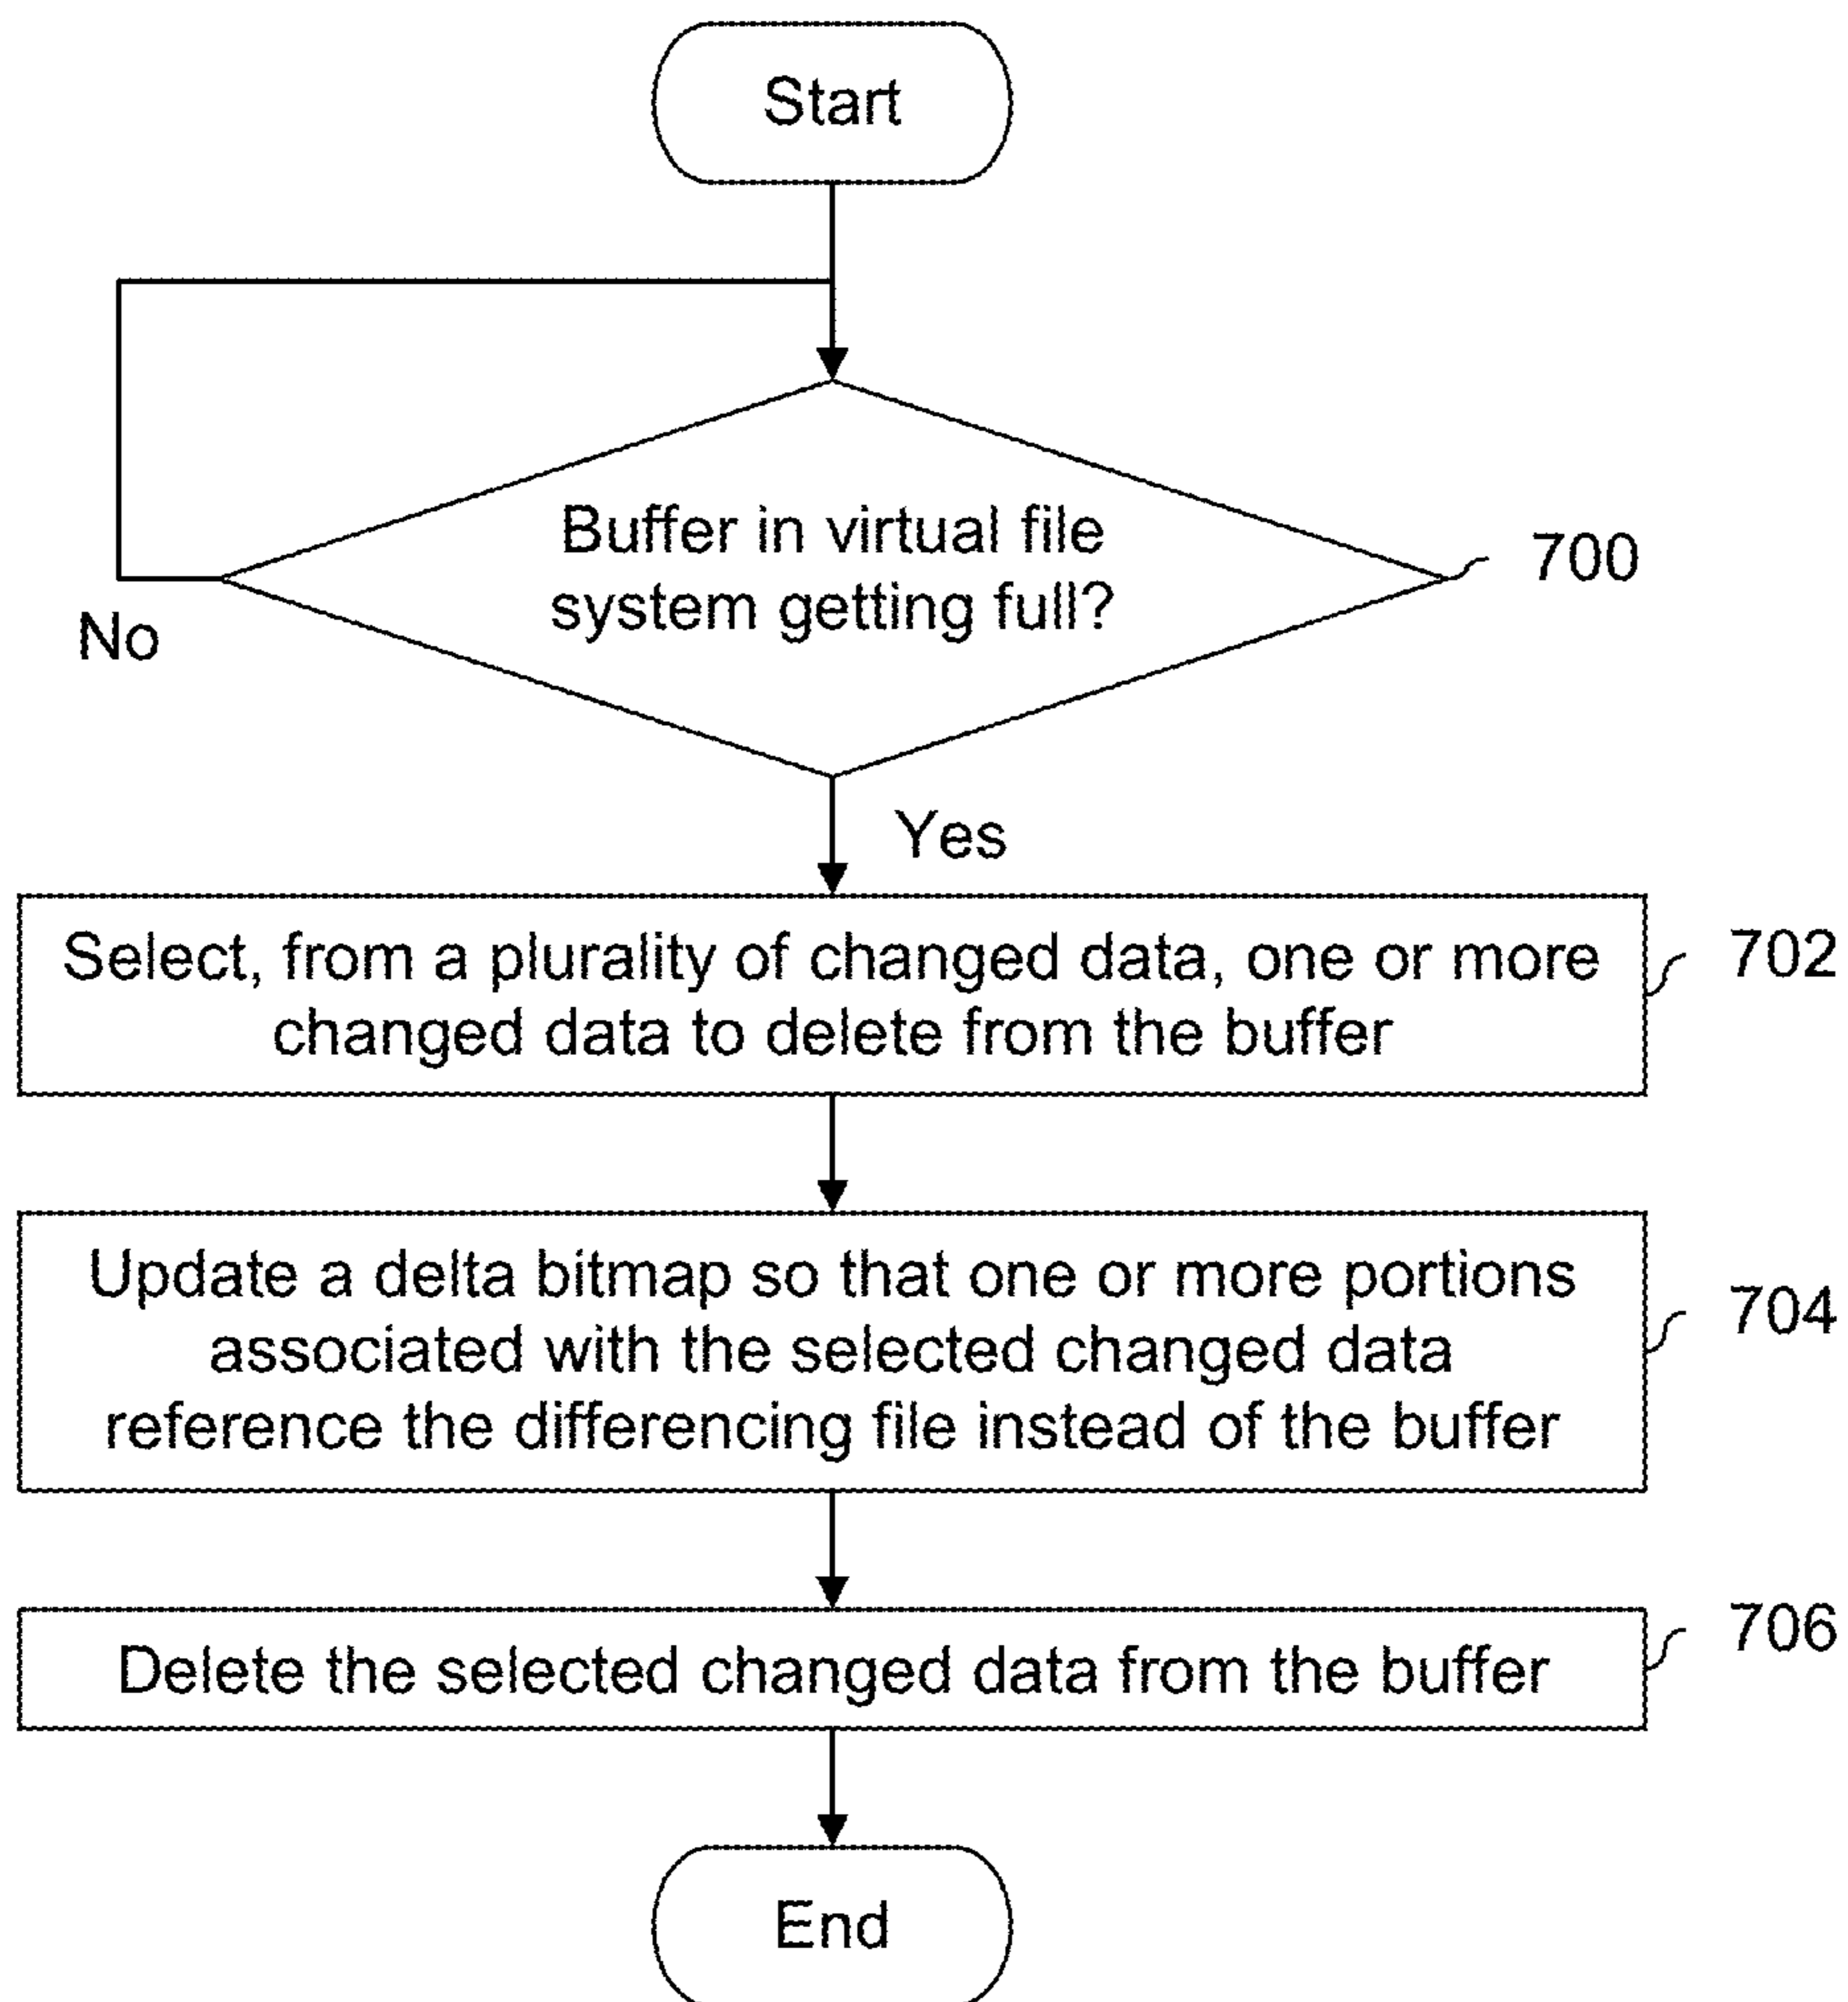 Start
Buffer in virtual file
system getting full?
700
No
Yes
Select, from a plurality of changed data, one or more
changed data to delete from the buffer
702
Update a delta bitmap so that one or more portions
associated with the selected changed data
reference the differencing file instead of the buffer
704
Delete the selected changed data from the buffer
706
End